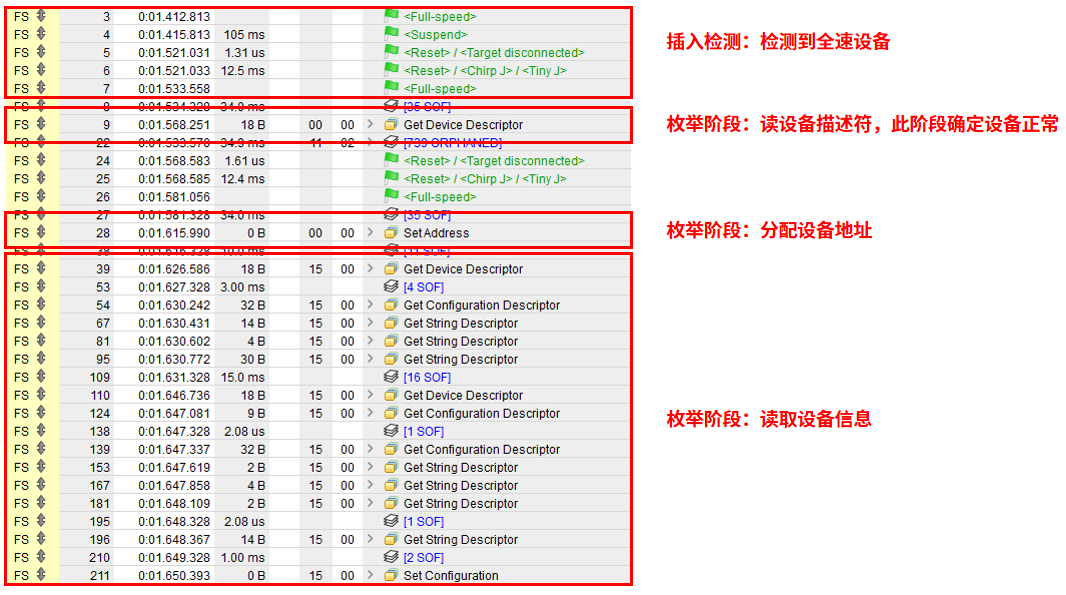 FS 3 0:01.412.813 <Full-speed>
FS 4 0:01.415.813 105 ms <Suspend>
FS 5 0:01.521.031 1.31 us <Reset> / <Target disconnected>
FS 6 0:01.521.033 12.5 ms <Reset> / <Chirp J> / <Tiny J>
FS 7 0:01.533.558 <Full-speed>
插入检测：检测到全速设备
FS 8 0:01.534.328 34.0 ms [35 SOF]
FS 9 0:01.568.251 18 B 00 00 > Get Device Descriptor
枚举阶段：读设备描述符，此阶段确定设备正常
FS 22 0:01.533.570 34.9 ms 11 02 > [739 ORPHANED]
FS 24 0:01.568.583 1.61 us <Reset> / <Target disconnected>
FS 25 0:01.568.585 12.4 ms <Reset> / <Chirp J> / <Tiny J>
FS 26 0:01.581.056 <Full-speed>
FS 27 0:01.581.328 34.0 ms [35 SOF]
FS 28 0:01.615.990 0 B 00 00 > Set Address
枚举阶段：分配设备地址
FS 38 0:01.616.328 10.0 ms [11 SOF]
FS 39 0:01.626.586 18 B 15 00 > Get Device Descriptor
FS 53 0:01.627.328 3.00 ms [4 SOF]
FS 54 0:01.630.242 32 B 15 00 > Get Configuration Descriptor
FS 67 0:01.630.431 14 B 15 00 > Get String Descriptor
FS 81 0:01.630.602 4 B 15 00 > Get String Descriptor
FS 95 0:01.630.772 30 B 15 00 > Get String Descriptor
FS 109 0:01.631.328 15.0 ms [16 SOF]
FS 110 0:01.646.736 18 B 15 00 > Get Device Descriptor
FS 124 0:01.647.081 9 B 15 00 > Get Configuration Descriptor
枚举阶段：读取设备信息
FS 138 0:01.647.328 2.08 us [1 SOF]
FS 139 0:01.647.337 32 B 15 00 > Get Configuration Descriptor
FS 153 0:01.647.619 2 B 15 00 > Get String Descriptor
FS 167 0:01.647.858 4 B 15 00 > Get String Descriptor
FS 181 0:01.648.109 2 B 15 00 > Get String Descriptor
FS 195 0:01.648.328 2.08 us [1 SOF]
FS 196 0:01.648.367 14 B 15 00 > Get String Descriptor
FS 210 0:01.649.328 1.00 ms [2 SOF]
FS 211 0:01.650.393 0 B 15 00 > Set Configuration